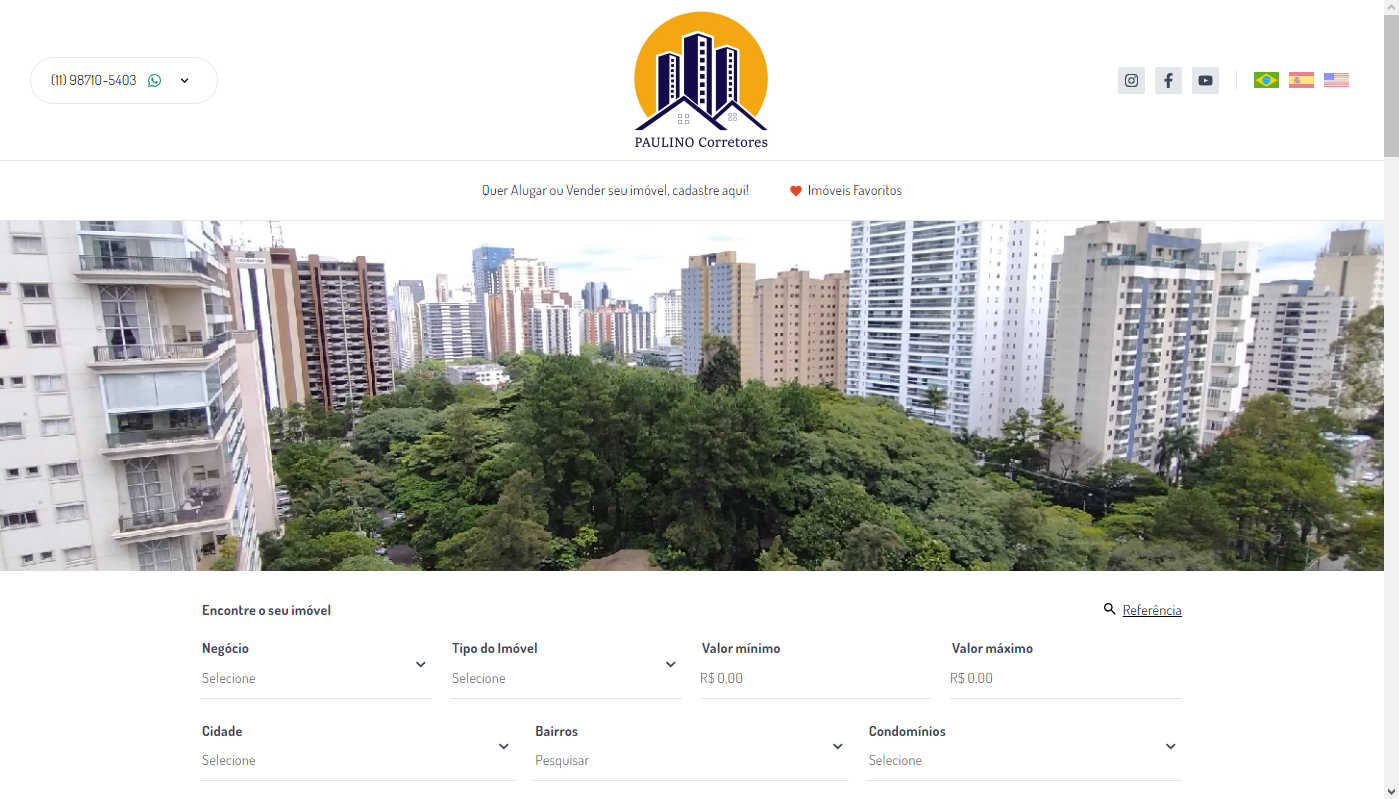 (11) 98710-5403
PAULINO Corretores
Quer Alugar ou Vender seu imóvel, cadastre aqui!
Imóveis Favoritos
Encontre o seu imóvel
Referência
Negócio
Selecione
Tipo do Imóvel
Selecione
Valor mínimo
R$ 0,00
Valor máximo
R$ 0,00
Cidade
Selecione
Bairros
Pesquisar
Condomínios
Selecione